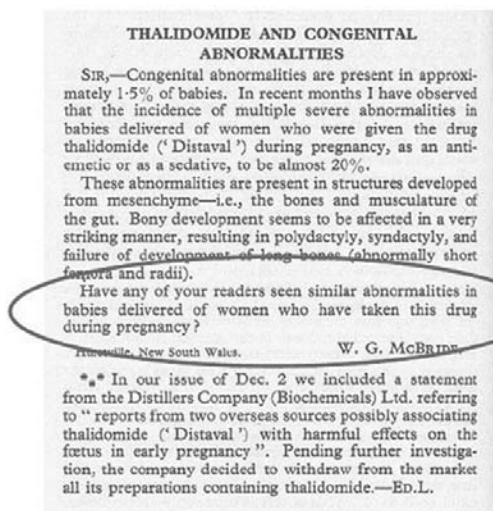 THALIDOMIDE AND CONGENITAL
ABNORMALITIES
SIR,—Congenital abnormalities are present in approxi-
mately 1·5% of babies. In recent months I have observed
that the incidence of multiple severe abnormalities in
babies delivered of women who were given the drug
thalidomide (‘ Distaval ’) during pregnancy, as an anti-
emetic or as a sedative, to be almost 20%.
These abnormalities are present in structures developed
from mesenchyme—i.e., the bones and musculature of
the gut. Bony development seems to be affected in a very
striking manner, resulting in polydactyly, syndactyly, and
failure of development of long bones (abnormally short
femora and radii).
Have any of your readers seen similar abnormalities in
babies delivered of women who have taken this drug
during pregnancy ?
Hurstville, New South Wales. W. G. MCBRIDE.
*** In our issue of Dec. 2 we included a statement
from the Distillers Company (Biochemicals) Ltd. referring
to “ reports from two overseas sources possibly associating
thalidomide (‘ Distaval ’) with harmful effects on the
fœtus in early pregnancy ”. Pending further investiga-
tion, the company decided to withdraw from the market
all its preparations containing thalidomide.—ED.L.